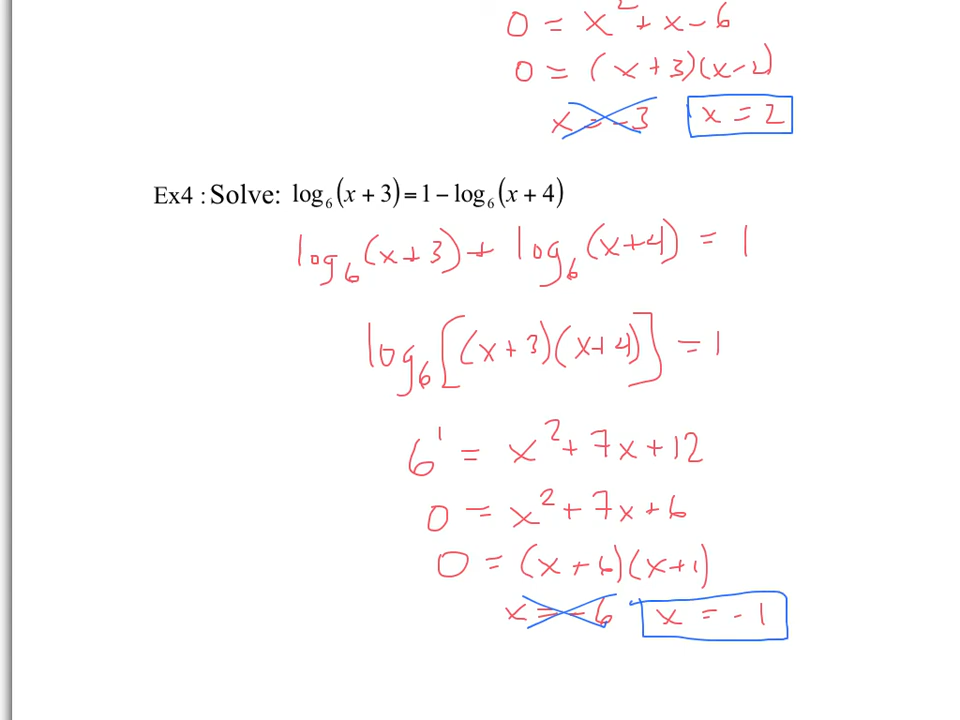 0 = x² + x - 6
0 = (x+3)(x-2)
x = -3 x = 2
Ex4 : Solve: log₆(x + 3) = 1 − log₆(x + 4)
log₆(x+3) + log₆(x+4) = 1
log₆[(x+3)(x+4)] = 1
6¹ = x² + 7x + 12
0 = x² + 7x + 6
0 = (x+6)(x+1)
x = -6 x = -1